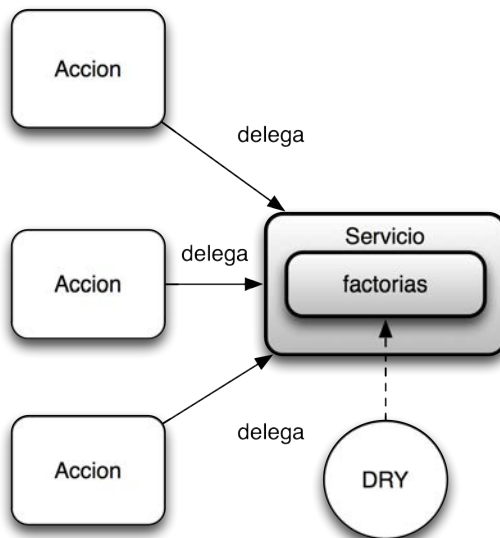 Accion
delega
Servicio
delega
Accion
factorias
delega
Accion
DRY